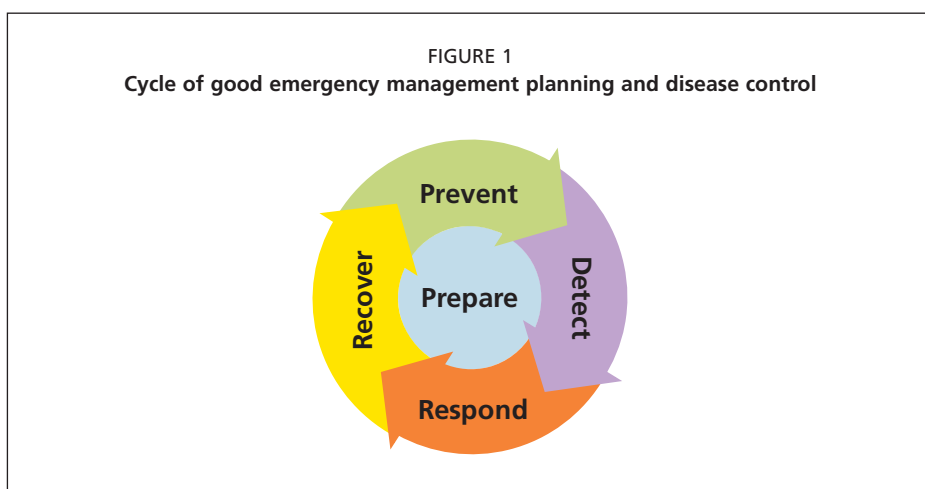 FIGURE 1
Cycle of good emergency management planning and disease control
Prevent
Detect
Prepare
Recover
Respond